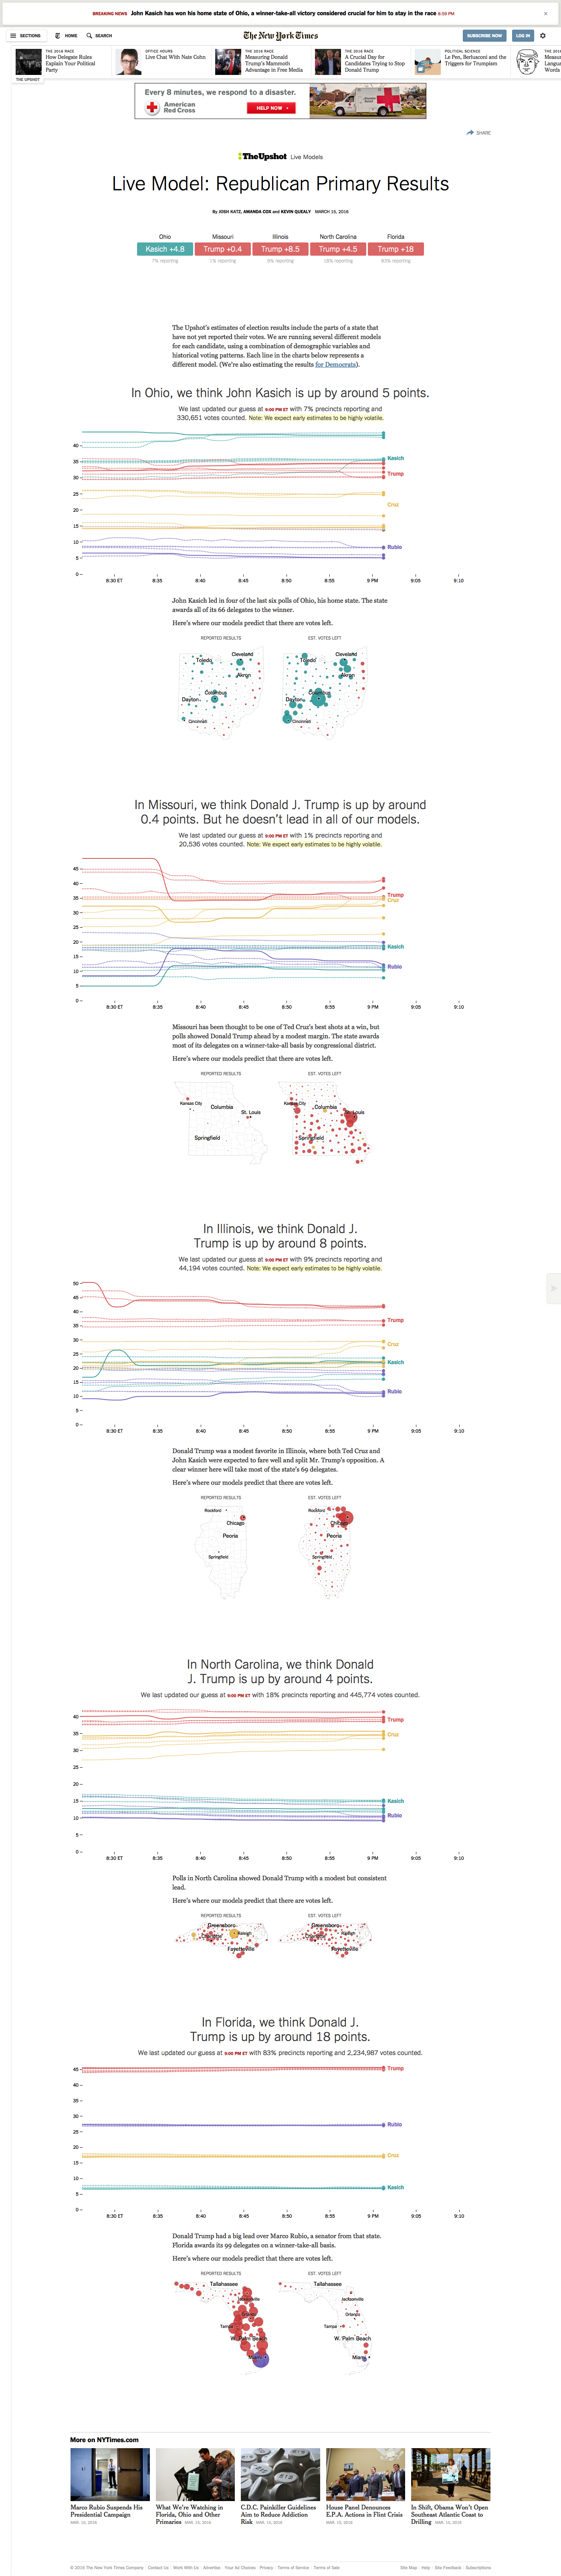 BREAKING NEWS John Kasich has won his home state of Ohio, a winner-take-all victory considered crucial for him to stay in the race 8:59 PM
SECTIONS HOME SEARCH
The New York Times
SUBSCRIBE NOW LOG IN
THE 2016 RACE
How Delegate Rules
Explain Your Political
Party
OFFICE HOURS
Live Chat With Nate Cohn
THE 2016 RACE
Measuring Donald
Trump's Mammoth
Advantage in Free Media
THE 2016 RACE
A Crucial Day for
Candidates Trying to Stop
Donald Trump
POLITICAL SCIENCE
Le Pen, Berlusconi and the
Triggers for Trumpism
THE UPSHOT
Every 8 minutes, we respond to a disaster.
American
Red Cross
HELP NOW
SHARE
TheUpshot Live Models
Live Model: Republican Primary Results
By JOSH KATZ, AMANDA COX and KEVIN QUEALY MARCH 15, 2016
Ohio Missouri Illinois North Carolina Florida
Kasich +4.8 Trump +0.4 Trump +8.5 Trump +4.5 Trump +18
7% reporting 1% reporting 9% reporting 18% reporting 83% reporting
The Upshot's estimates of election results include the parts of a state that
have not yet reported their votes. We are running several different models
for each candidate, using a combination of demographic variables and
historical voting patterns. Each line in the charts below represents a
different model. (We're also estimating the results for Democrats).
In Ohio, we think John Kasich is up by around 5 points.
We last updated our guess at 9:00 PM ET with 7% precincts reporting and
330,651 votes counted. Note: We expect early estimates to be highly volatile.
40
35
30
25
20
15
10
5
0
Kasich
Trump
Cruz
Rubio
8:30 ET 8:35 8:40 8:45 8:50 8:55 9 PM 9:05 9:10
John Kasich led in four of the last six polls of Ohio, his home state. The state
awards all of its 66 delegates to the winner.
Here's where our models predict that there are votes left.
REPORTED RESULTS EST. VOTES LEFT
Toledo Cleveland Akron Columbus Dayton Cincinnati
Toledo Cleveland Akron Columbus Dayton Cincinnati
In Missouri, we think Donald J. Trump is up by around
0.4 points. But he doesn't lead in all of our models.
We last updated our guess at 9:00 PM ET with 1% precincts reporting and
20,536 votes counted. Note: We expect early estimates to be highly volatile.
45
40
35
30
25
20
15
10
5
0
Trump
Cruz
Kasich
Rubio
8:30 ET 8:35 8:40 8:45 8:50 8:55 9 PM 9:05 9:10
Missouri has been thought to be one of Ted Cruz's best shots at a win, but
polls showed Donald Trump ahead by a modest margin. The state awards
most of its delegates on a winner-take-all basis by congressional district.
Here's where our models predict that there are votes left.
REPORTED RESULTS EST. VOTES LEFT
Kansas City Columbia St. Louis Springfield
Kansas City Columbia St. Louis Springfield
In Illinois, we think Donald J.
Trump is up by around 8 points.
We last updated our guess at 9:00 PM ET with 9% precincts reporting and
44,194 votes counted. Note: We expect early estimates to be highly volatile.
50
45
40
35
30
25
20
15
10
5
0
Trump
Cruz
Kasich
Rubio
8:30 ET 8:35 8:40 8:45 8:50 8:55 9 PM 9:05 9:10
Donald Trump was a modest favorite in Illinois, where both Ted Cruz and
John Kasich were expected to fare well and split Mr. Trump's opposition. A
clear winner here will take most of the state's 69 delegates.
Here's where our models predict that there are votes left.
REPORTED RESULTS EST. VOTES LEFT
Rockford Chicago Peoria Springfield
Rockford Chicago Peoria Springfield
In North Carolina, we think Donald
J. Trump is up by around 4 points.
We last updated our guess at 9:00 PM ET with 18% precincts reporting and 445,774 votes counted.
40
35
30
25
20
15
10
5
0
Trump
Cruz
Kasich
Rubio
8:30 ET 8:35 8:40 8:45 8:50 8:55 9 PM 9:05 9:10
Polls in North Carolina showed Donald Trump with a modest but consistent
lead.
Here's where our models predict that there are votes left.
REPORTED RESULTS EST. VOTES LEFT
Greensboro Raleigh Charlotte Fayetteville
Greensboro Raleigh Charlotte Fayetteville
In Florida, we think Donald J.
Trump is up by around 18 points.
We last updated our guess at 9:00 PM ET with 83% precincts reporting and 2,234,987 votes counted.
45
40
35
30
25
20
15
10
5
0
Trump
Rubio
Cruz
Kasich
8:30 ET 8:35 8:40 8:45 8:50 8:55 9 PM 9:05 9:10
Donald Trump had a big lead over Marco Rubio, a senator from that state.
Florida awards its 99 delegates on a winner-take-all basis.
Here's where our models predict that there are votes left.
REPORTED RESULTS EST. VOTES LEFT
Tallahassee Jacksonville Orlando Tampa W. Palm Beach Miami
Tallahassee Jacksonville Orlando Tampa W. Palm Beach Miami
More on NYTimes.com
Marco Rubio Suspends His
Presidential Campaign
MAR. 15, 2016
What We're Watching in
Florida, Ohio and Other
Primaries MAR. 15, 2016
C.D.C. Painkiller Guidelines
Aim to Reduce Addiction
Risk MAR. 15, 2016
House Panel Denounces
E.P.A. Actions in Flint Crisis
MAR. 15, 2016
In Shift, Obama Won't Open
Southeast Atlantic Coast to
Drilling MAR. 15, 2016
© 2016 The New York Times Company Contact Us Work With Us Advertise Your Ad Choices Privacy Terms of Service Terms of Sale
Site Map Help Site Feedback Subscriptions